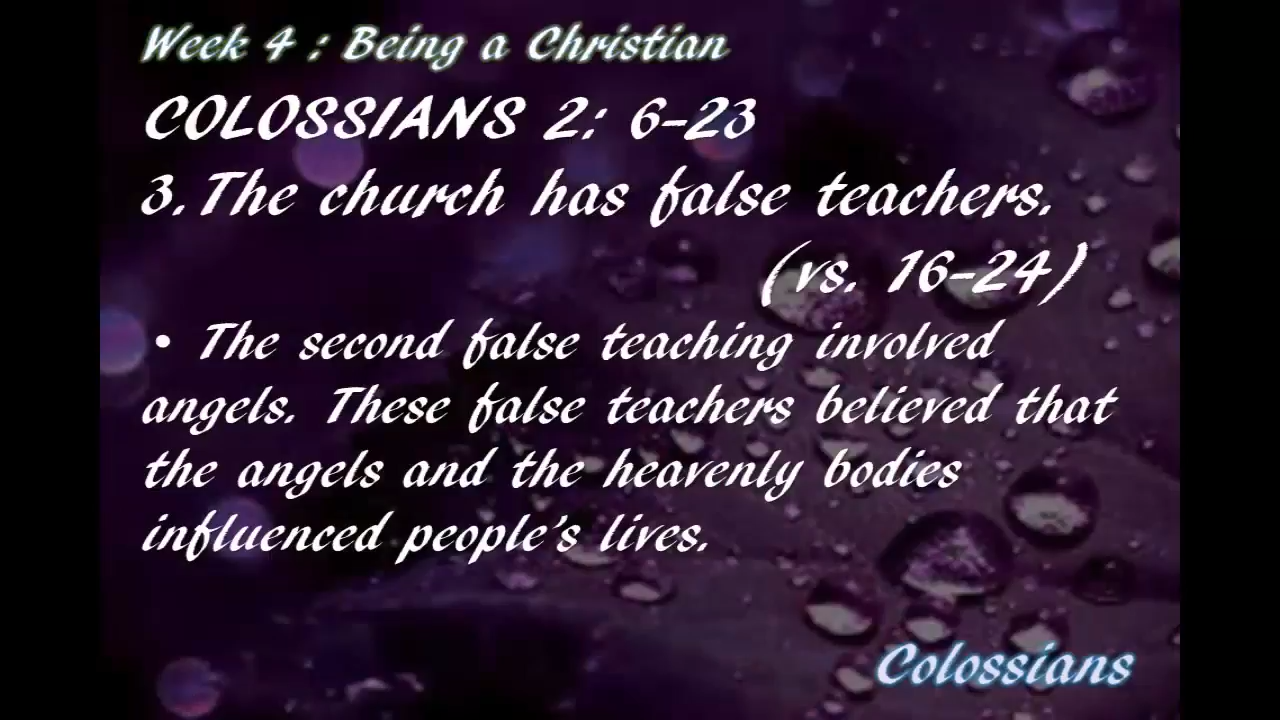 Week 4 : Being a Christian
COLOSSIANS 2: 6-23
3. The church has false teachers.
(vs. 16-24)
• The second false teaching involved
angels. These false teachers believed that
the angels and the heavenly bodies
influenced people's lives.
Colossians